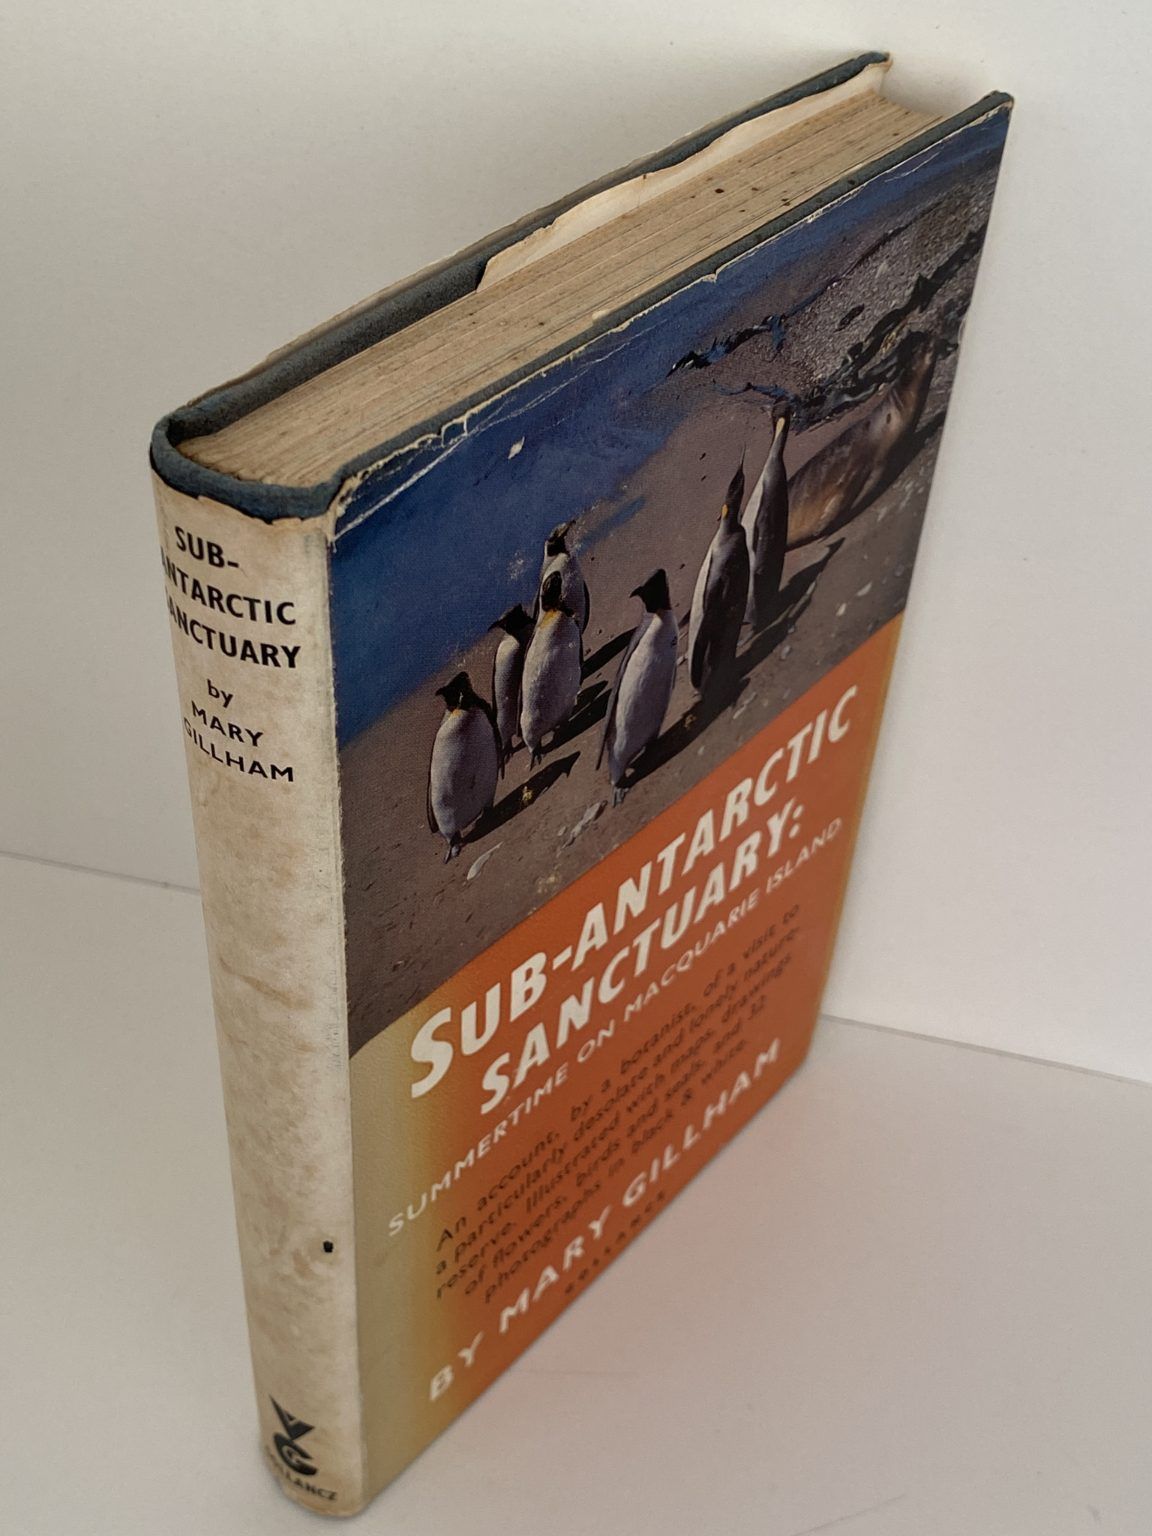 SUB-
ANTARCTIC
SANCTUARY
by
MARY
GILLHAM
VG
GOLLANCZ
SUB-ANTARCTIC
SANCTUARY:
SUMMERTIME ON MACQUARIE ISLAND
An account, by a botanist, of a visit to
a particularly desolate and lonely nature-
reserve. Illustrated with maps, drawings
of flowers, birds and seals, and 32
photographs in black & white.
BY MARY GILLHAM
GOLLANCZ